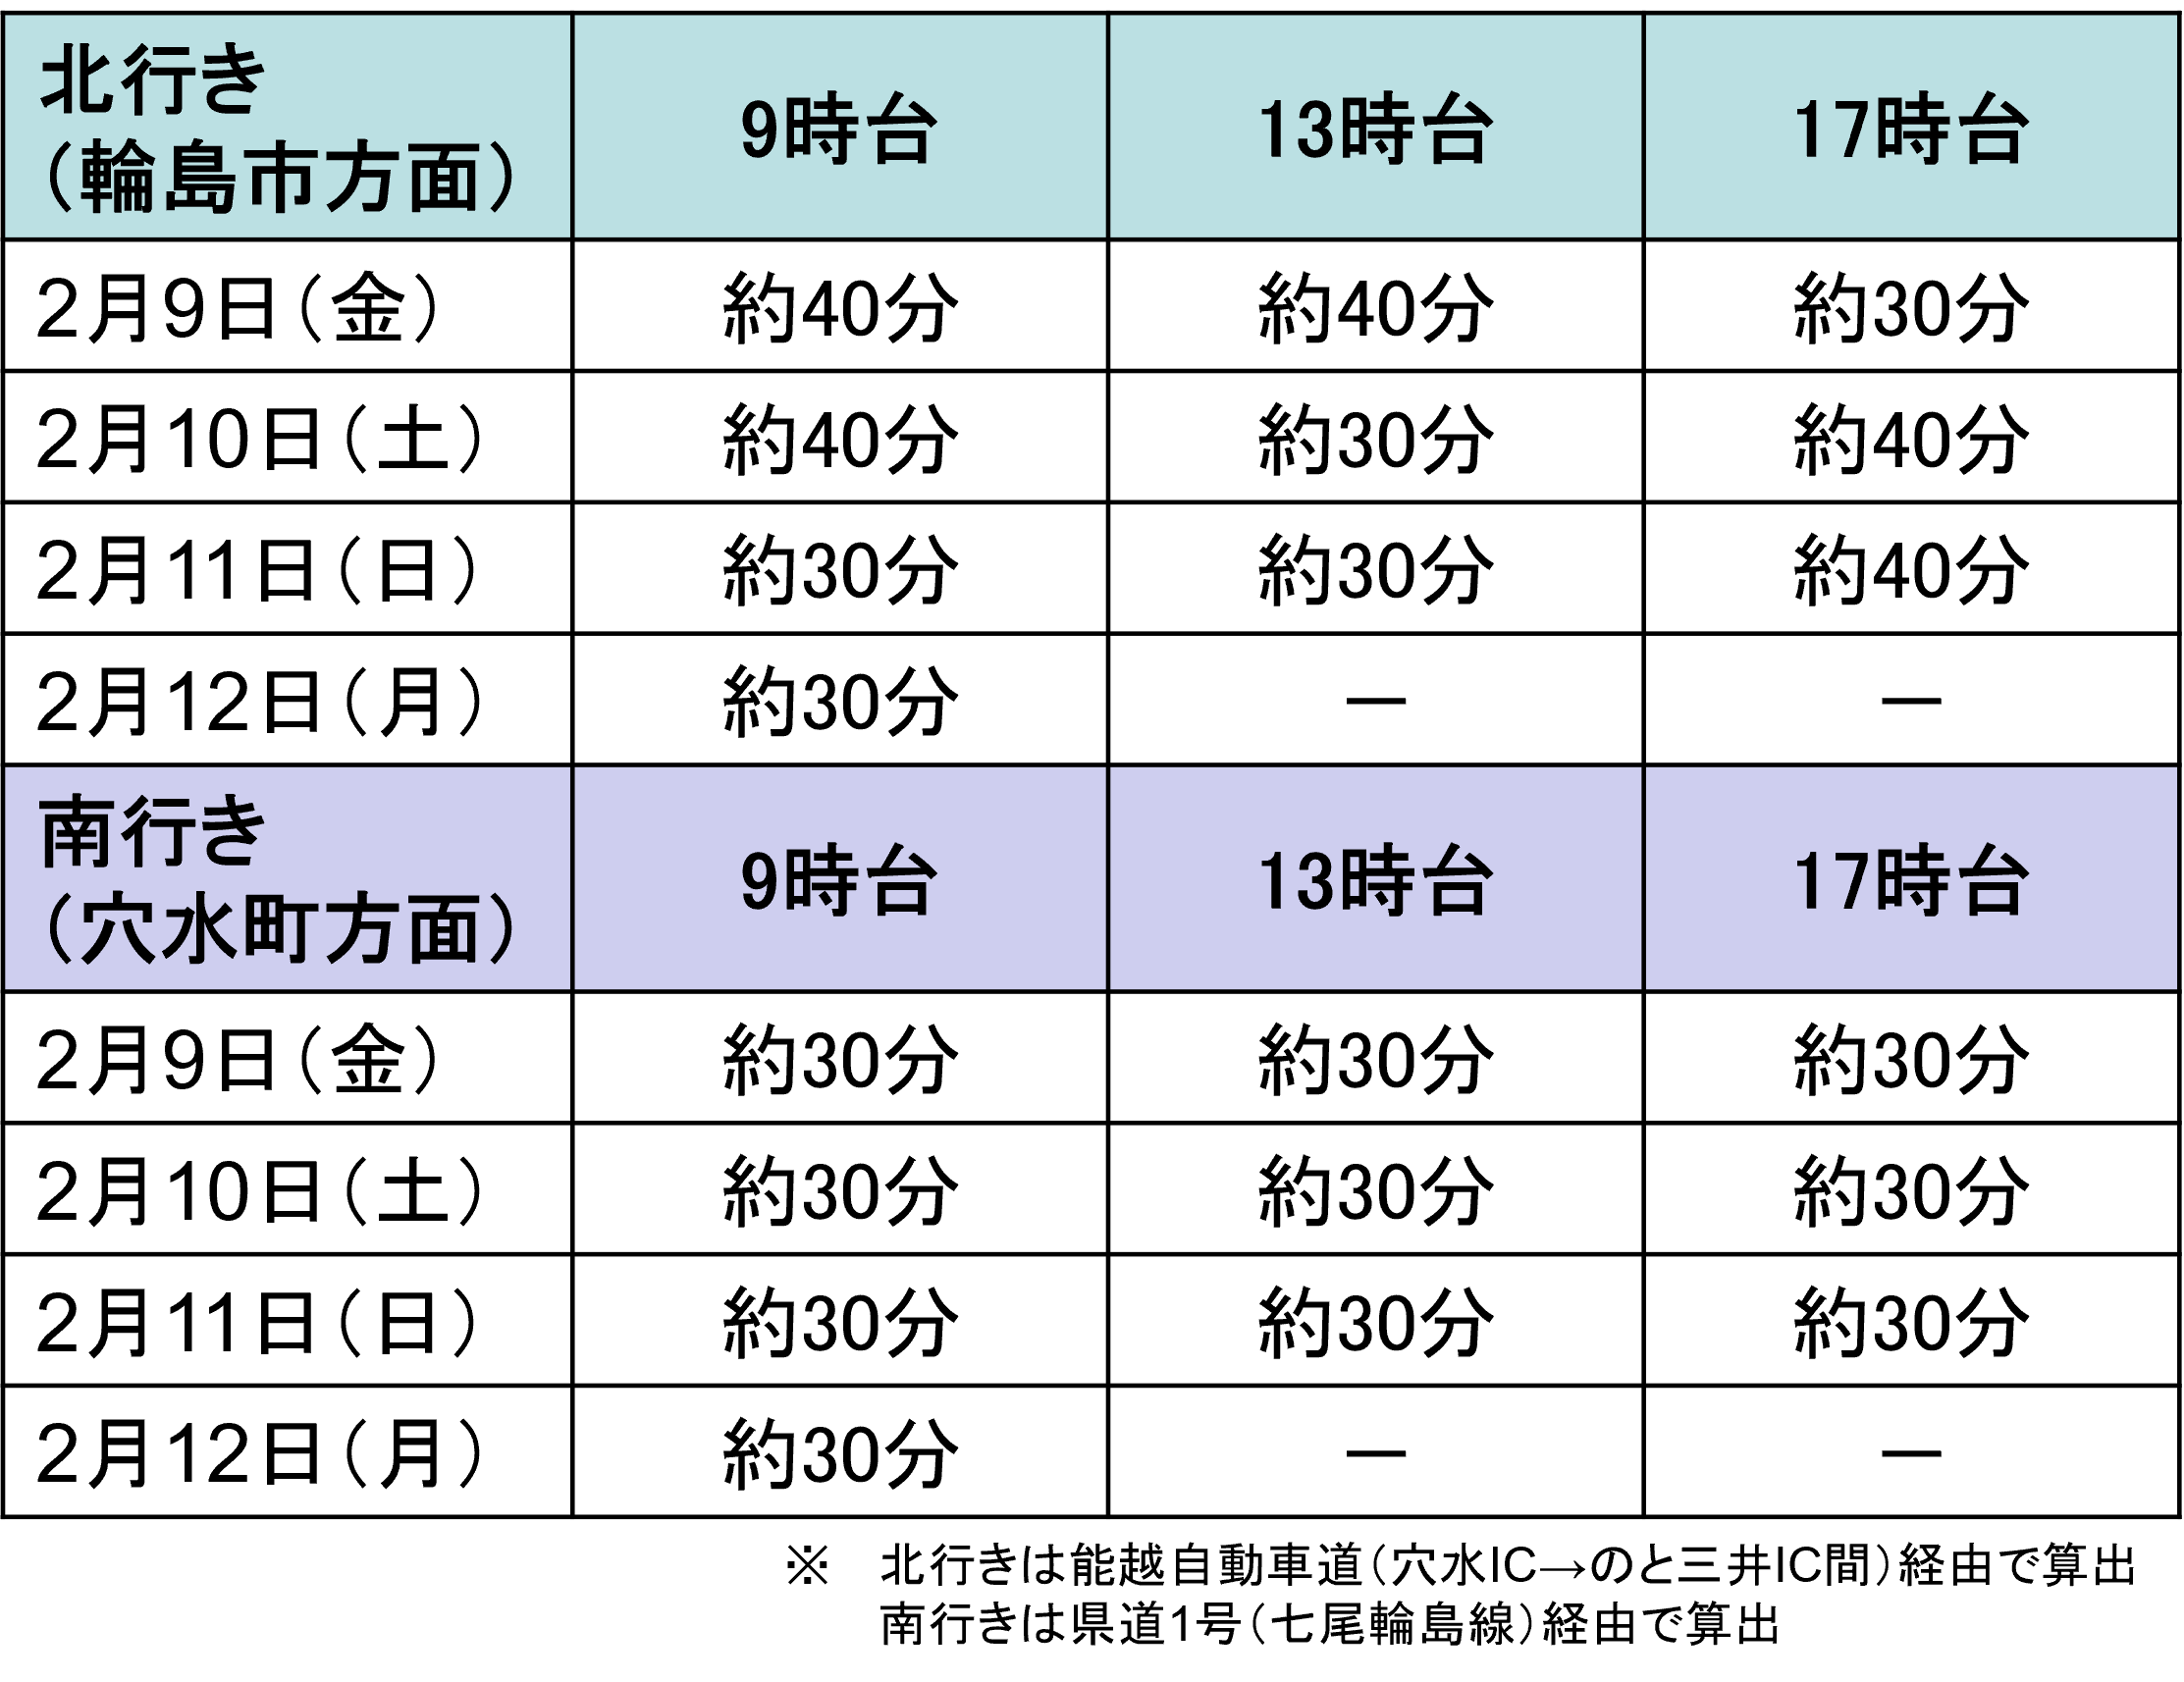 北行き
（輪島市方面） 9時台 13時台 17時台
2月9日（金） 約40分 約40分 約30分
2月10日（土） 約40分 約30分 約40分
2月11日（日） 約30分 約30分 約40分
2月12日（月） 約30分 － －
南行き
（穴水町方面） 9時台 13時台 17時台
2月9日（金） 約30分 約30分 約30分
2月10日（土） 約30分 約30分 約30分
2月11日（日） 約30分 約30分 約30分
2月12日（月） 約30分 － －
※　北行きは能越自動車道（穴水IC→のと三井IC間）経由で算出
南行きは県道1号（七尾輪島線）経由で算出